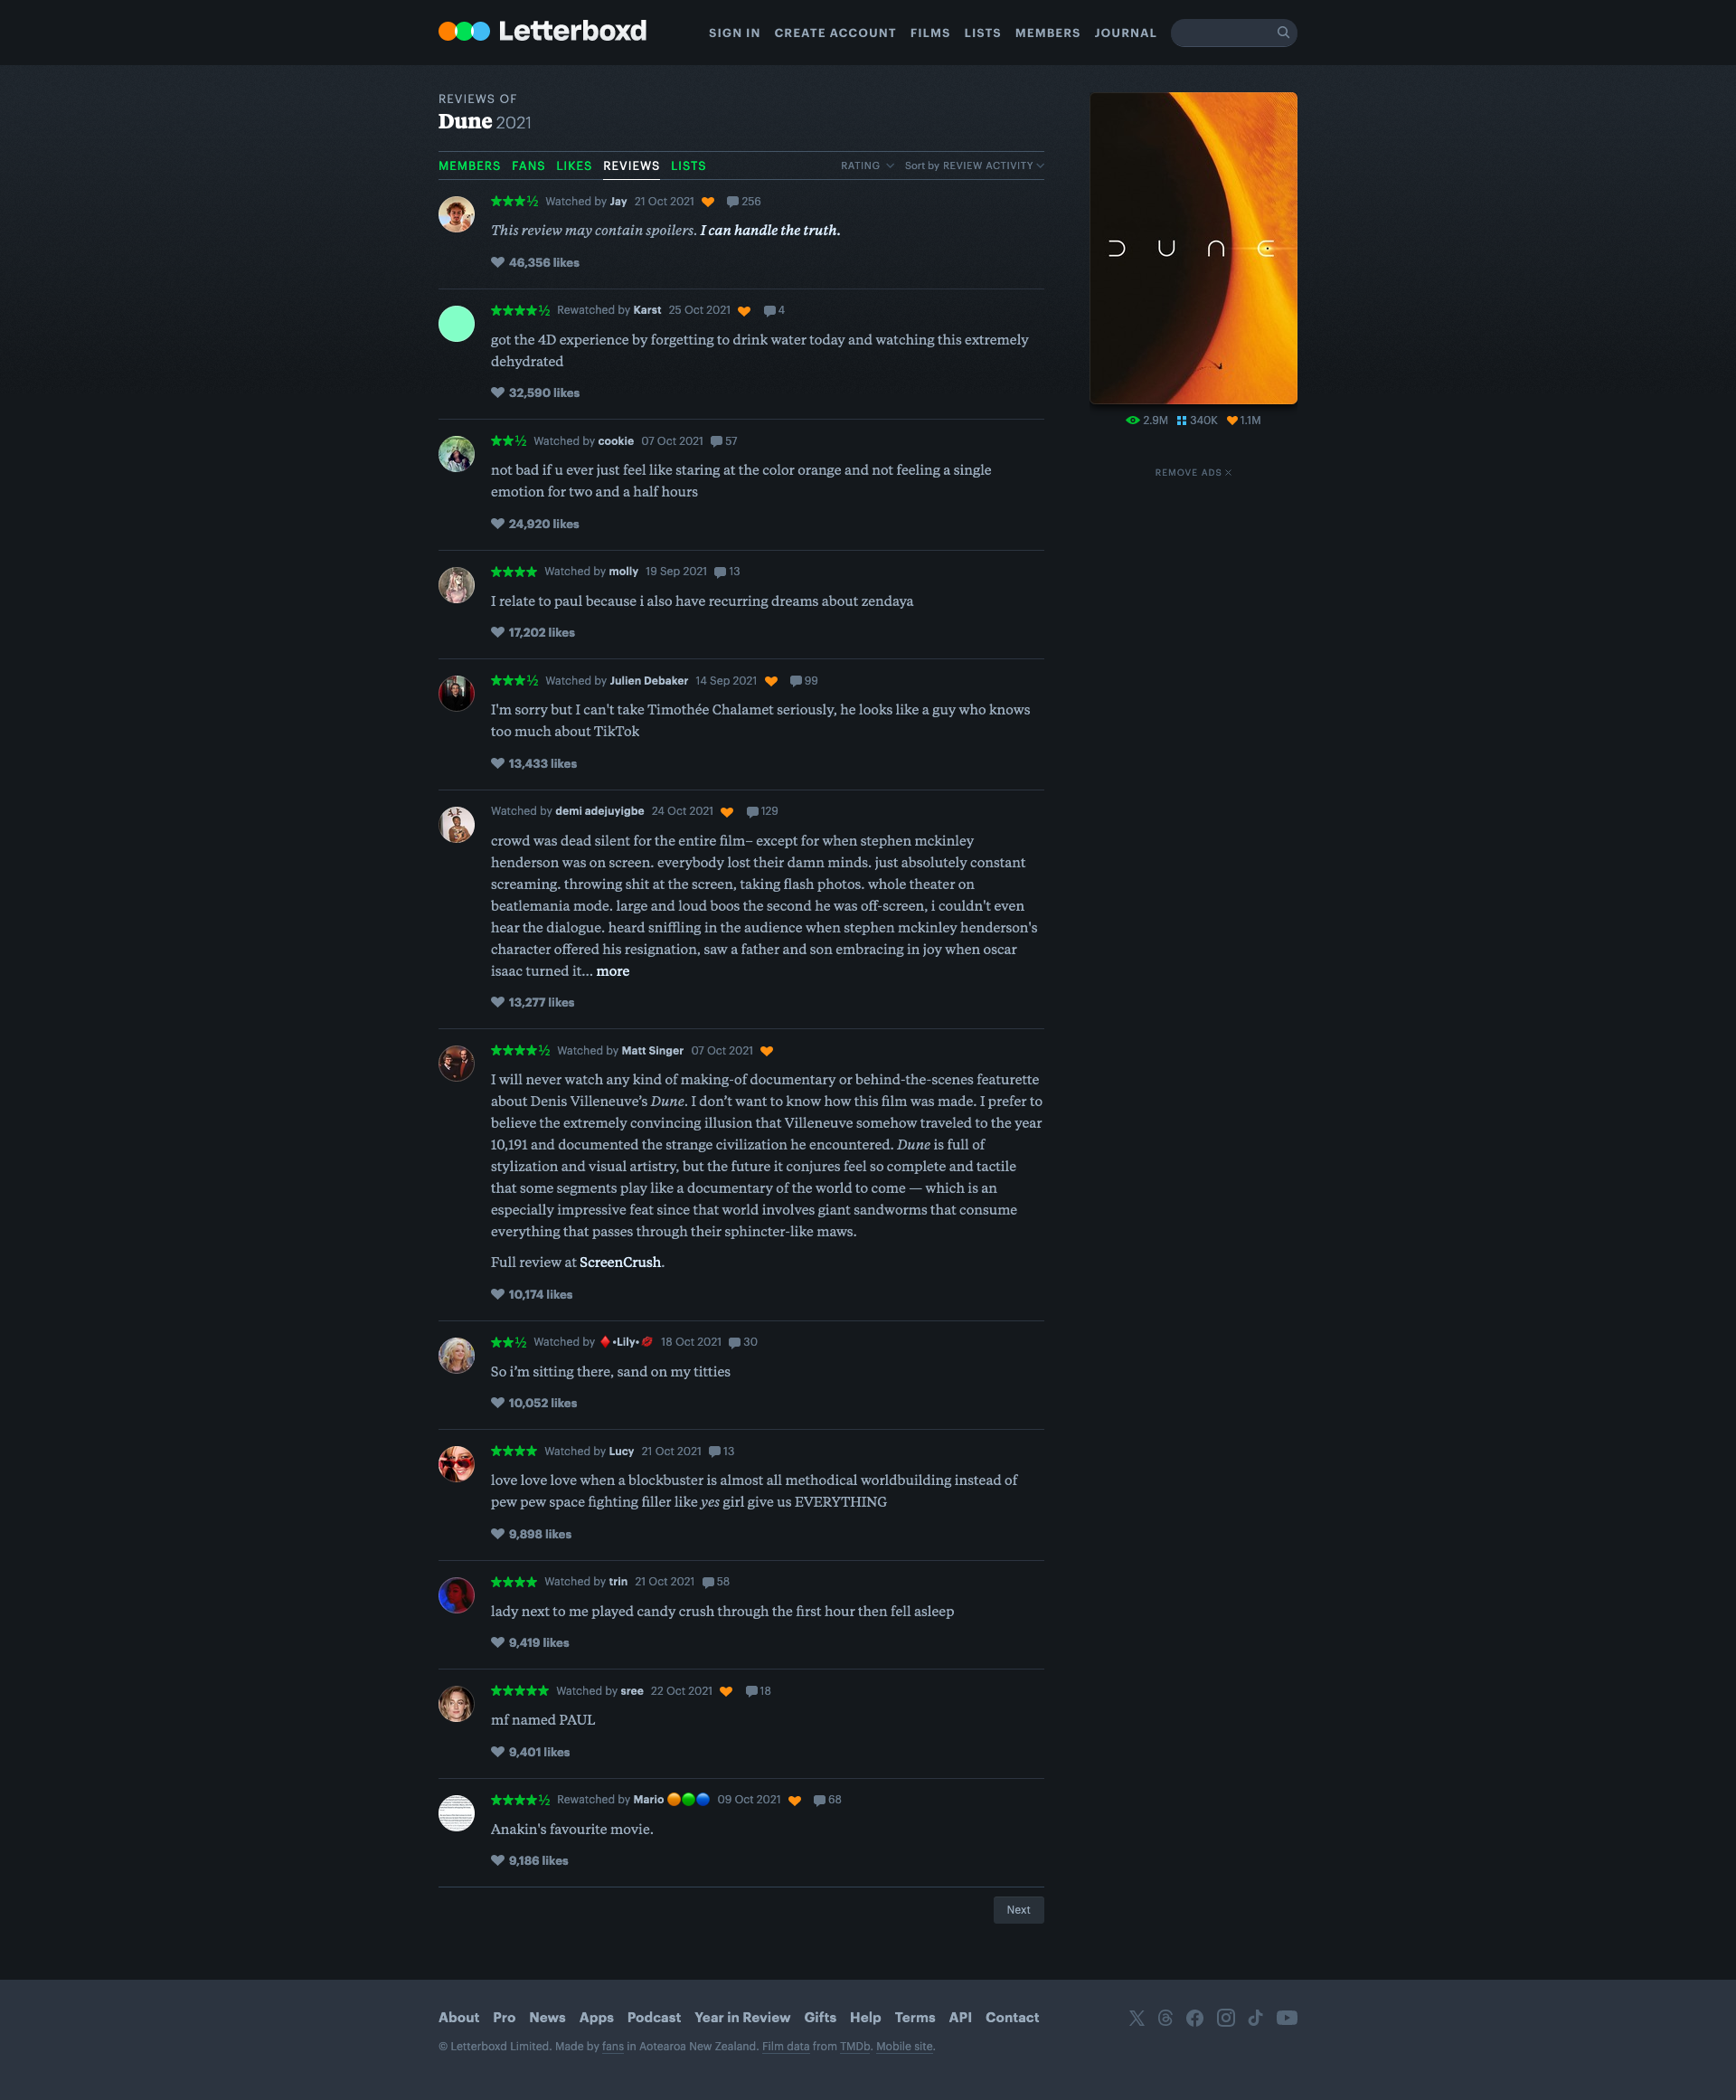 Letterboxd
SIGN IN CREATE ACCOUNT FILMS LISTS MEMBERS JOURNAL
REVIEWS OF
Dune 2021
MEMBERS FANS LIKES REVIEWS LISTS
RATING Sort by REVIEW ACTIVITY
★★★½ Watched by Jay 21 Oct 2021 256
This review may contain spoilers. I can handle the truth.
46,356 likes
★★★★½ Rewatched by Karst 25 Oct 2021 4
got the 4D experience by forgetting to drink water today and watching this extremely
dehydrated
32,590 likes
★★½ Watched by cookie 07 Oct 2021 57
not bad if u ever just feel like staring at the color orange and not feeling a single
emotion for two and a half hours
24,920 likes
★★★★ Watched by molly 19 Sep 2021 13
I relate to paul because i also have recurring dreams about zendaya
17,202 likes
★★★½ Watched by Julien Debaker 14 Sep 2021 99
I'm sorry but I can't take Timothée Chalamet seriously, he looks like a guy who knows
too much about TikTok
13,433 likes
Watched by demi adejuyigbe 24 Oct 2021 129
crowd was dead silent for the entire film– except for when stephen mckinley
henderson was on screen. everybody lost their damn minds. just absolutely constant
screaming. throwing shit at the screen, taking flash photos. whole theater on
beatlemania mode. large and loud boos the second he was off-screen, i couldn't even
hear the dialogue. heard sniffling in the audience when stephen mckinley henderson's
character offered his resignation, saw a father and son embracing in joy when oscar
isaac turned it... more
13,277 likes
★★★★½ Watched by Matt Singer 07 Oct 2021
I will never watch any kind of making-of documentary or behind-the-scenes featurette
about Denis Villeneuve’s Dune. I don’t want to know how this film was made. I prefer to
believe the extremely convincing illusion that Villeneuve somehow traveled to the year
10,191 and documented the strange civilization he encountered. Dune is full of
stylization and visual artistry, but the future it conjures feel so complete and tactile
that some segments play like a documentary of the world to come — which is an
especially impressive feat since that world involves giant sandworms that consume
everything that passes through their sphincter-like maws.
Full review at ScreenCrush.
10,174 likes
★★½ Watched by ♦️•Lily•💋 18 Oct 2021 30
So i’m sitting there, sand on my titties
10,052 likes
★★★★ Watched by Lucy 21 Oct 2021 13
love love love when a blockbuster is almost all methodical worldbuilding instead of
pew pew space fighting filler like yes girl give us EVERYTHING
9,898 likes
★★★★ Watched by trin 21 Oct 2021 58
lady next to me played candy crush through the first hour then fell asleep
9,419 likes
★★★★★ Watched by sree 22 Oct 2021 18
mf named PAUL
9,401 likes
★★★★½ Rewatched by Mario 🟠🟢🔵 09 Oct 2021 68
Anakin's favourite movie.
9,186 likes
Next
DUNE
2.9M 340K 1.1M
REMOVE ADS
About Pro News Apps Podcast Year in Review Gifts Help Terms API Contact
© Letterboxd Limited. Made by fans in Aotearoa New Zealand. Film data from TMDb. Mobile site.